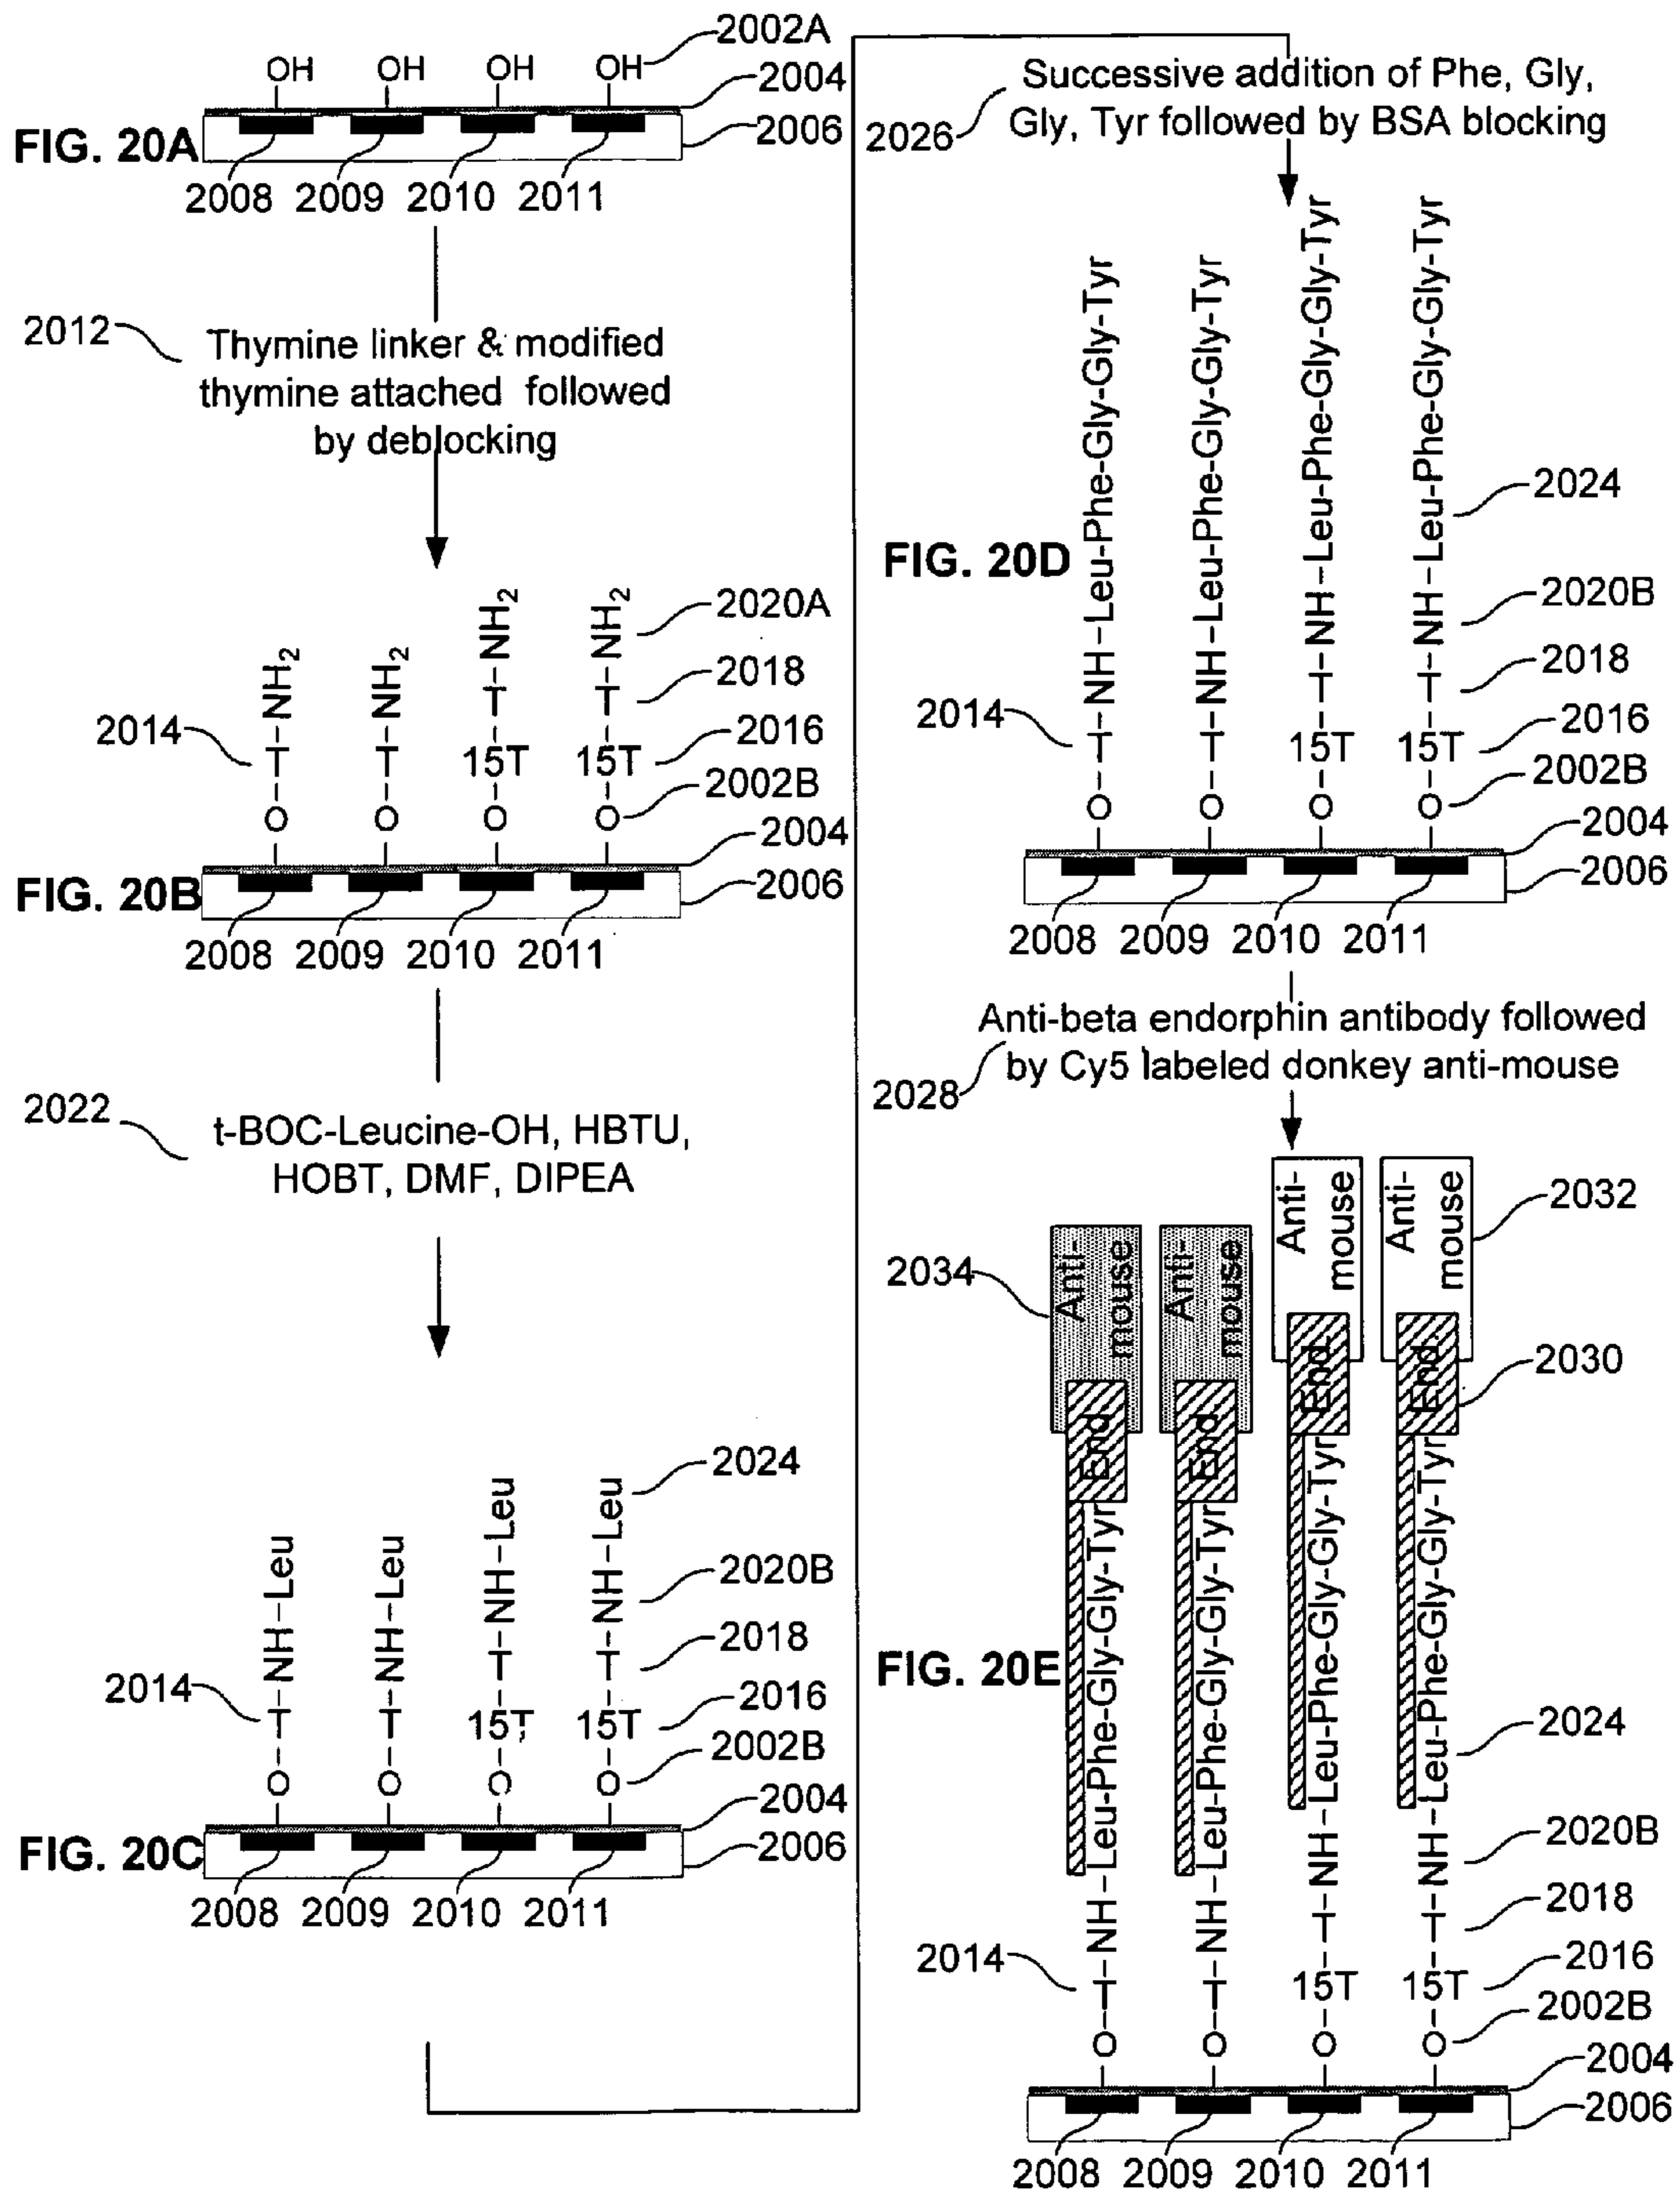 OH OH OH OH 2002A
2004
2006
FIG. 20A
2008 2009 2010 2011
2012
Thymine linker & modified
thymine attached followed
by deblocking
T-NH2 T-NH2 T-NH2 T-NH2 2020A
2018
2014
15T 15T 2016
O O O O 2002B
2004
2006
FIG. 20B
2008 2009 2010 2011
2022
t-BOC-Leucine-OH, HBTU,
HOBT, DMF, DIPEA
T-NH-Leu T-NH-Leu T-NH-Leu T-NH-Leu 2024
2020B
2018
2014
15T 15T 2016
O O O O 2002B
2004
2006
FIG. 20C
2008 2009 2010 2011
Successive addition of Phe, Gly,
2026
Gly, Tyr followed by BSA blocking
T-NH-Leu-Phe-Gly-Gly-Tyr T-NH-Leu-Phe-Gly-Gly-Tyr T-NH-Leu-Phe-Gly-Gly-Tyr T-NH-Leu-Phe-Gly-Gly-Tyr
2024
FIG. 20D
2020B
2018
2014
15T 15T 2016
O O O O 2002B
2004
2006
2008 2009 2010 2011
Anti-beta endorphin antibody followed
2028
by Cy5 labeled donkey anti-mouse
Anti-mouse Anti-mouse Anti-mouse Anti-mouse
2032
2034
End End End End
2030
T-NH-Leu-Phe-Gly-Gly-Tyr T-NH-Leu-Phe-Gly-Gly-Tyr T-NH-Leu-Phe-Gly-Gly-Tyr T-NH-Leu-Phe-Gly-Gly-Tyr
FIG. 20E
2024
2020B
2018
2014
15T 15T 2016
O O O O 2002B
2004
2006
2008 2009 2010 2011